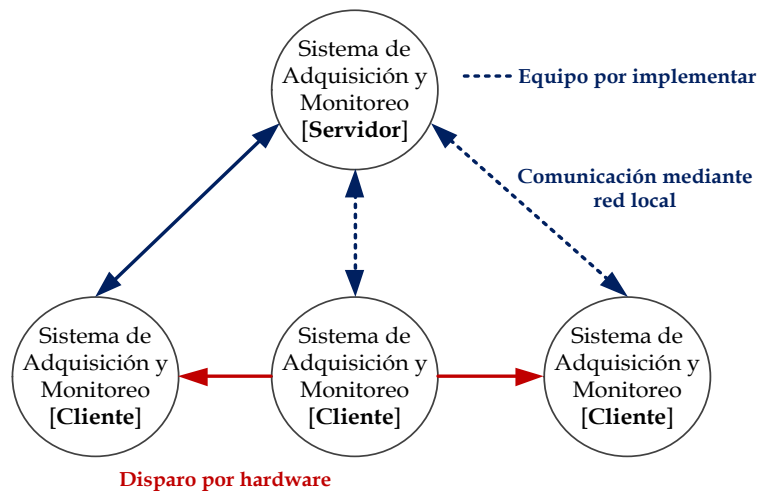 Sistema de
Adquisición y
Monitoreo
[Servidor]
Equipo por implementar
Comunicación mediante
red local
Sistema de
Adquisición y
Monitoreo
[Cliente]
Sistema de
Adquisición y
Monitoreo
[Cliente]
Sistema de
Adquisición y
Monitoreo
[Cliente]
Disparo por hardware